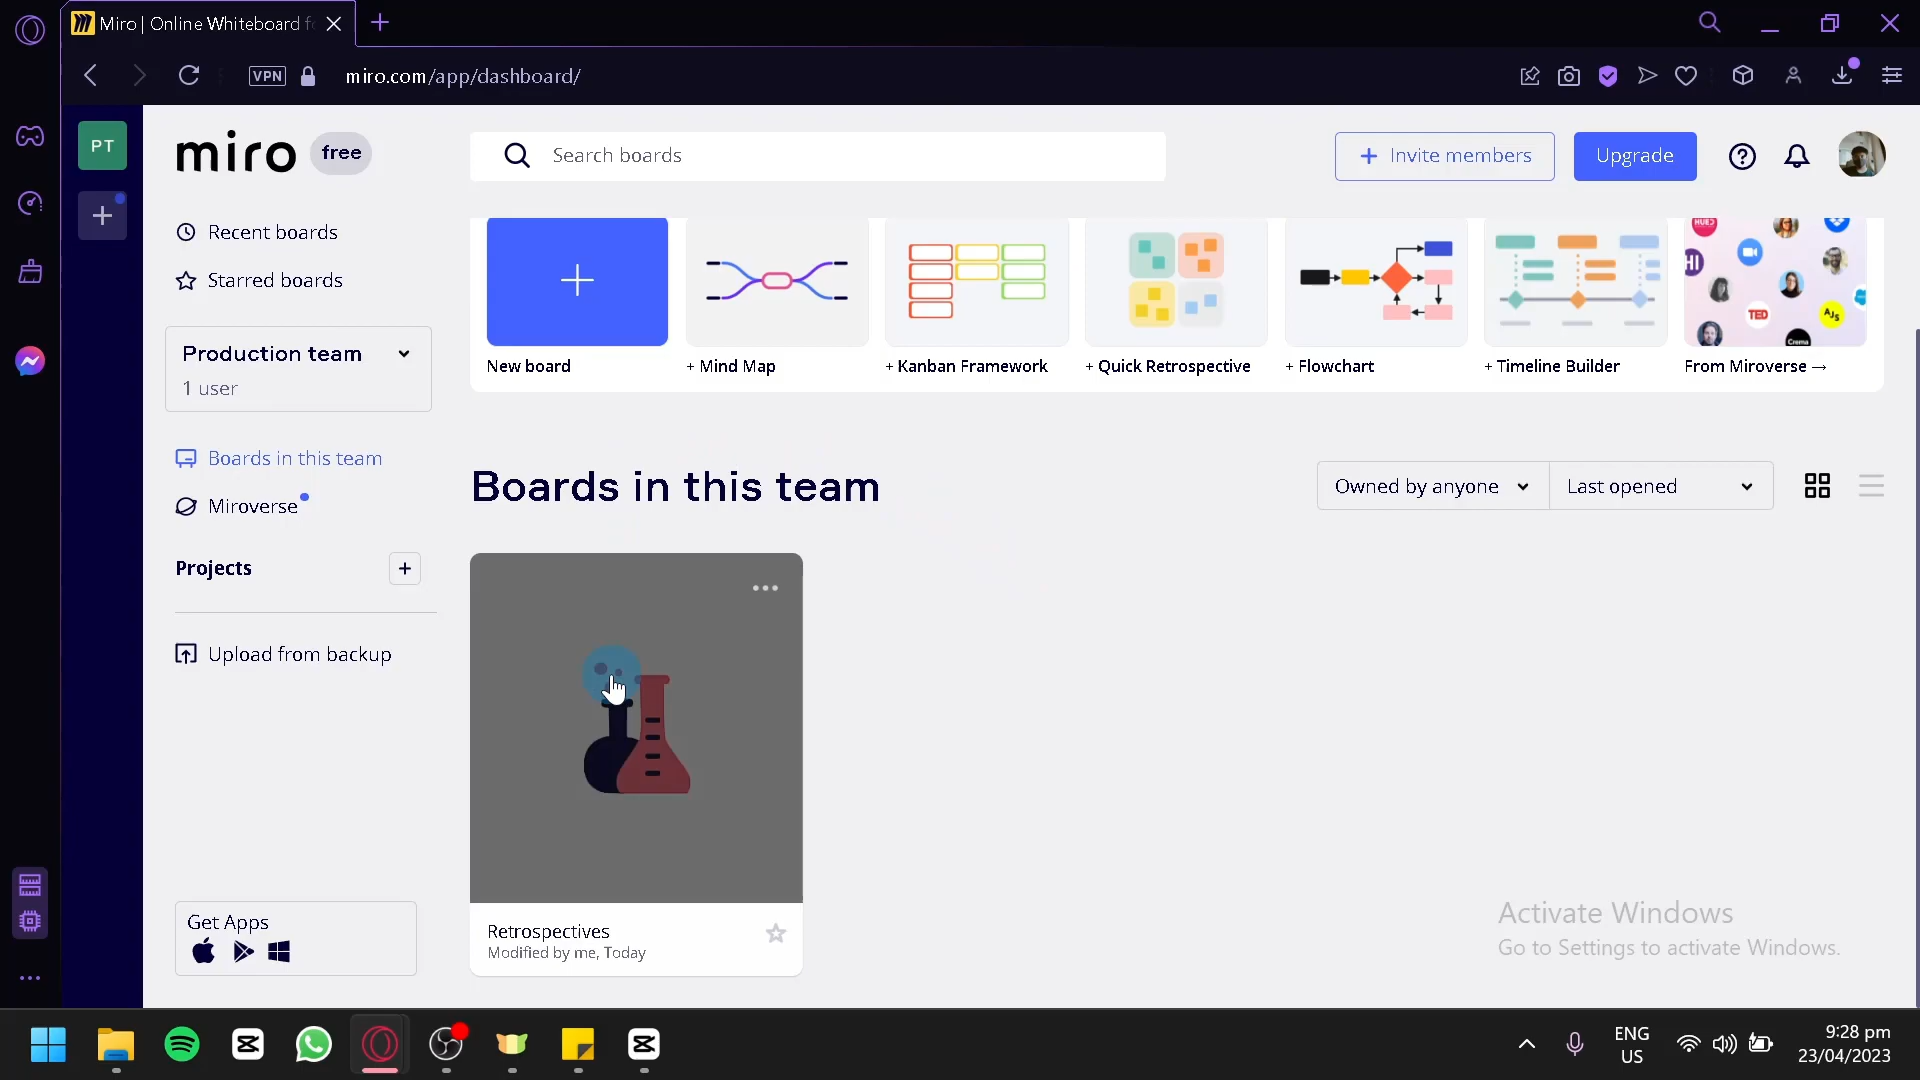 Miro | Online Whiteboard f
VPN
miro.com/app/dashboard/
PT
miro
free
Search boards
Invite members
Upgrade
Recent boards
Starred boards
Production team
1 user
Boards in this team
Miroverse
Projects
Upload from backup
Get Apps
New board
+ Mind Map
+ Kanban Framework
+ Quick Retrospective
+ Flowchart
+ Timeline Builder
From Miroverse →
HI
TED
AJS
Crema
Boards in this team
Owned by anyone
Last opened
Retrospectives
Modified by me, Today
Activate Windows
Go to Settings to activate Windows.
ENG
US
9:28 pm
23/04/2023